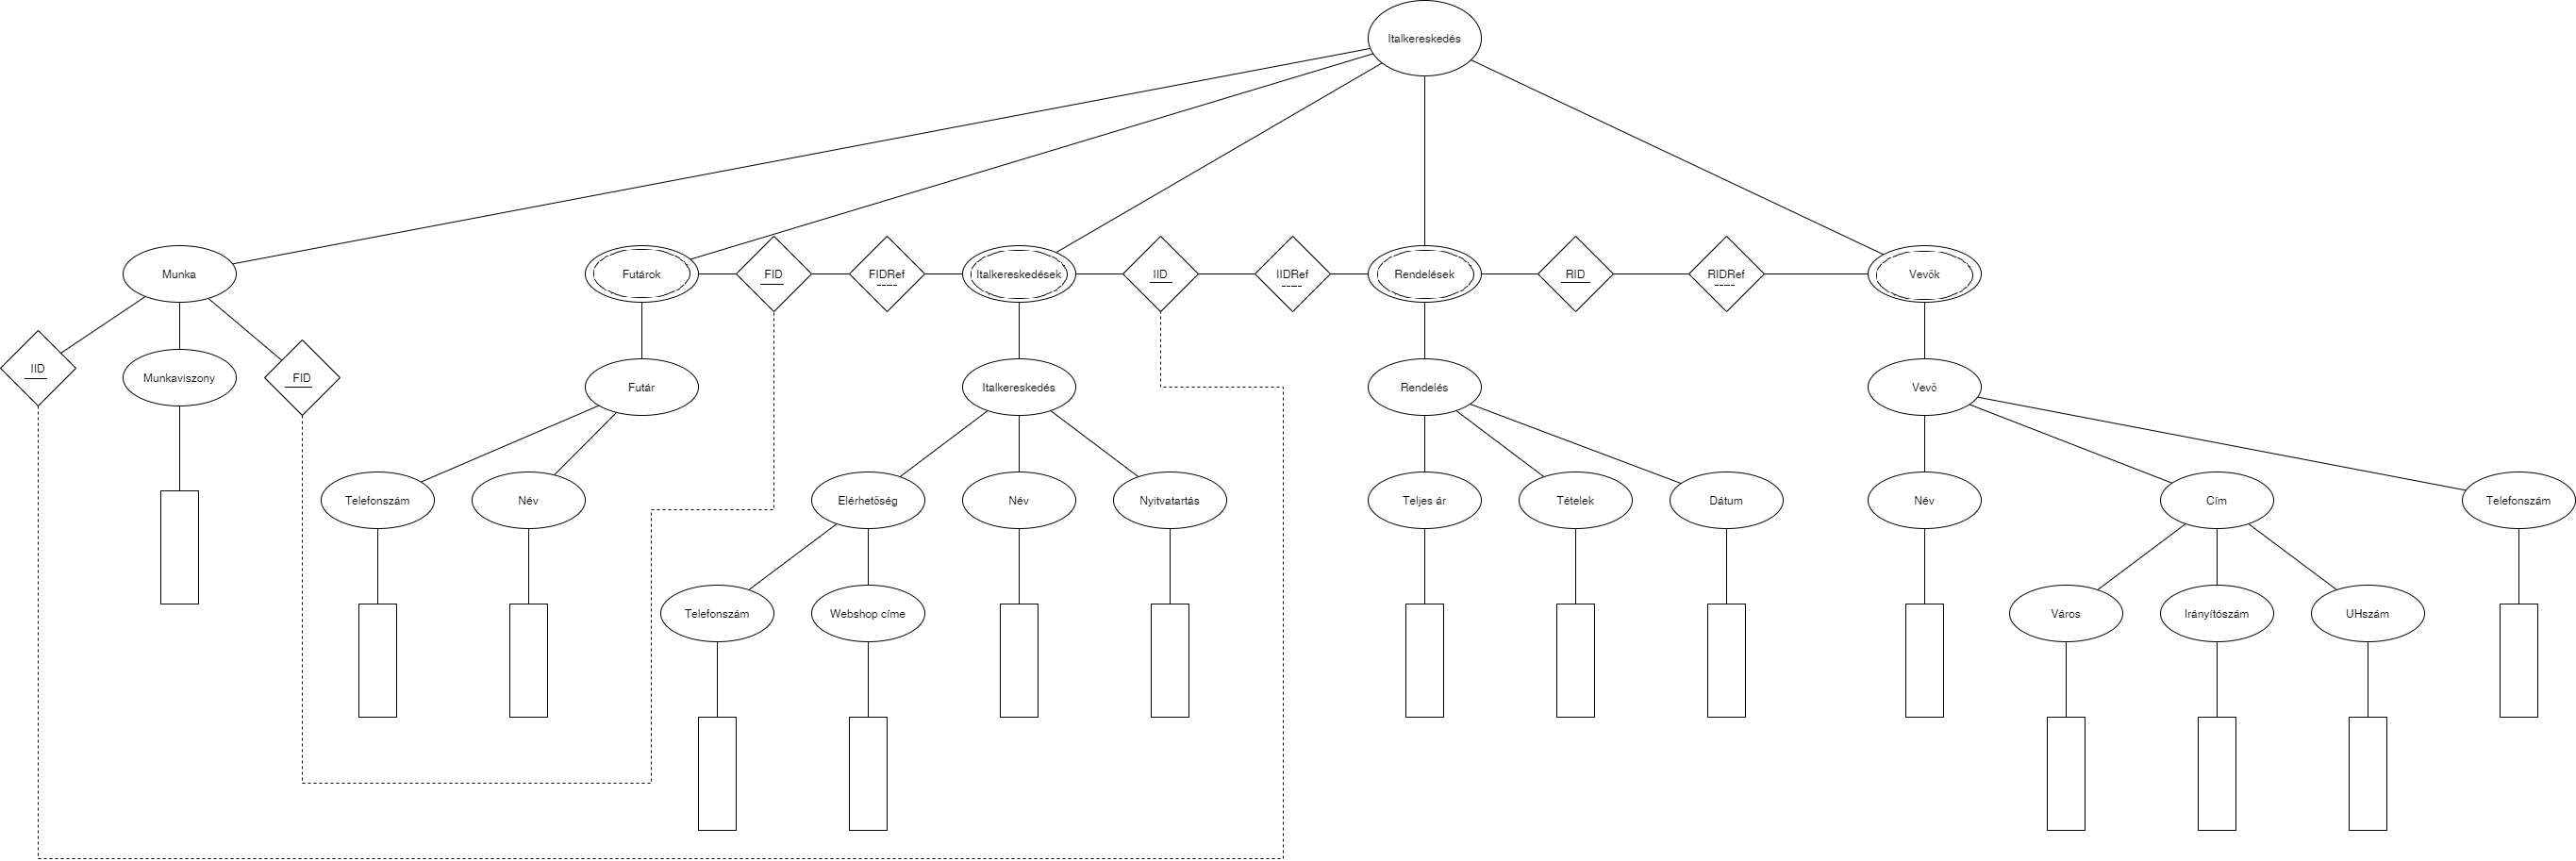 Italkereskedés
Munka
Futárok
FID
FIDRef
Italkereskedések
IID
IIDRef
Rendelések
RID
RIDRef
Vevők
IID
Munkaviszony
FID
Futár
Italkereskedés
Rendelés
Vevő
Telefonszám
Név
Elérhetőség
Név
Nyitvatartás
Teljes ár
Tételek
Dátum
Név
Cím
Telefonszám
Telefonszám
Webshop címe
Város
Irányítószám
UHszám